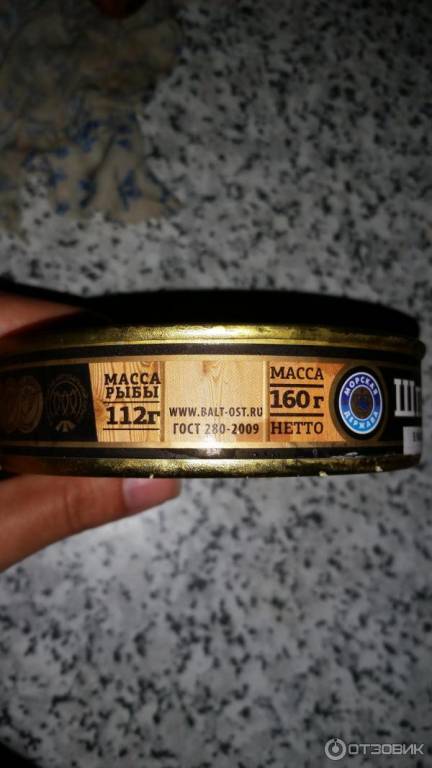 МАССА
РЫБЫ
112г
WWW.BALT-OST.RU
ГОСТ 280-2009
МАССА
160 г
НЕТТО
МОРСКАЯ
ДЕРЖАВА
ОТЗОВИК